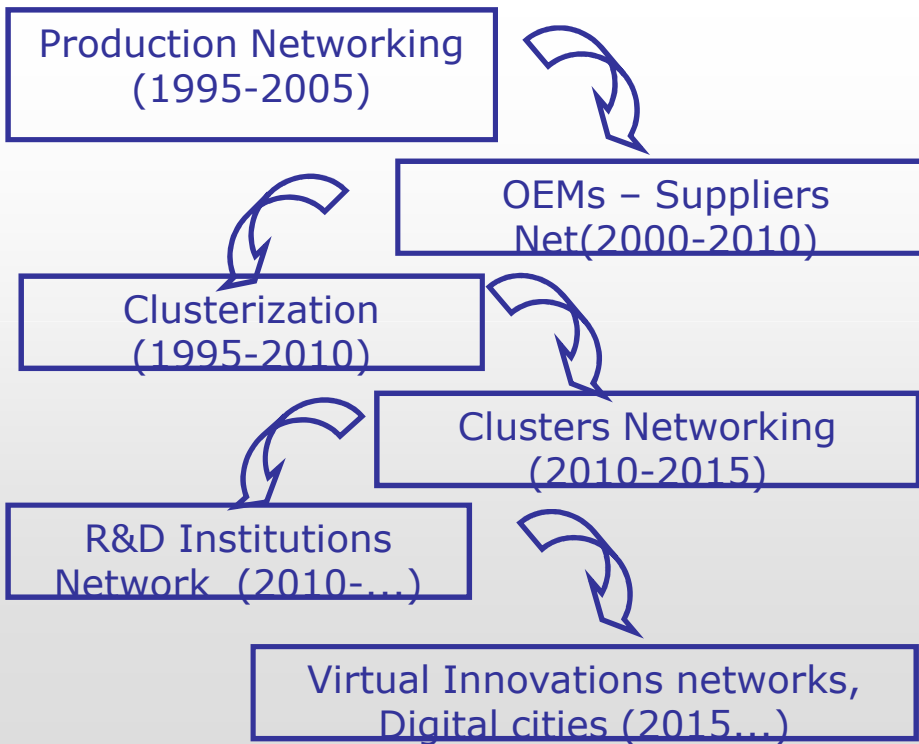 Production Networking
(1995-2005)
OEMs – Suppliers
Net(2000-2010)
Clusterization
(1995-2010)
Clusters Networking
(2010-2015)
R&D Institutions
Network (2010-...)
Virtual Innovations networks,
Digital cities (2015...)